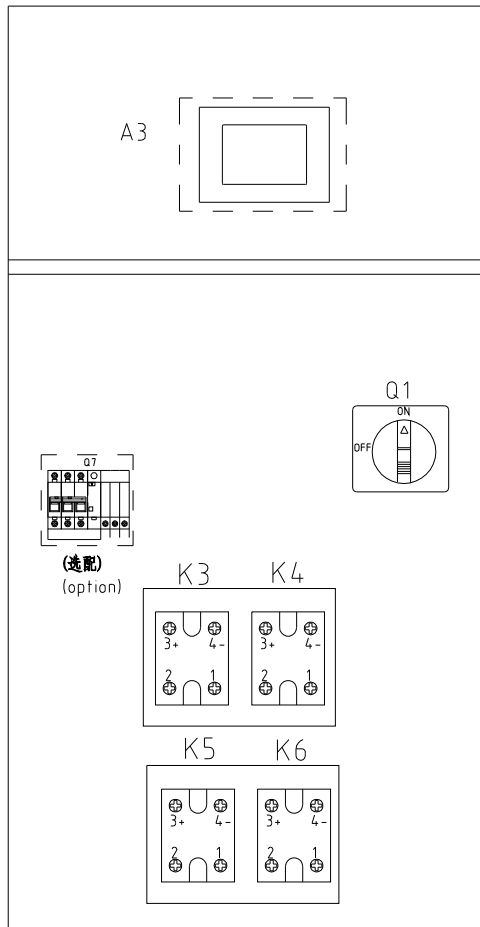 A3
Q1
ON
OFF
Q7
(选配)
(option)
K3 K4
3+ 4- 3+ 4-
2 1 2 1
K5 K6
3+ 4- 3+ 4-
2 1 2 1